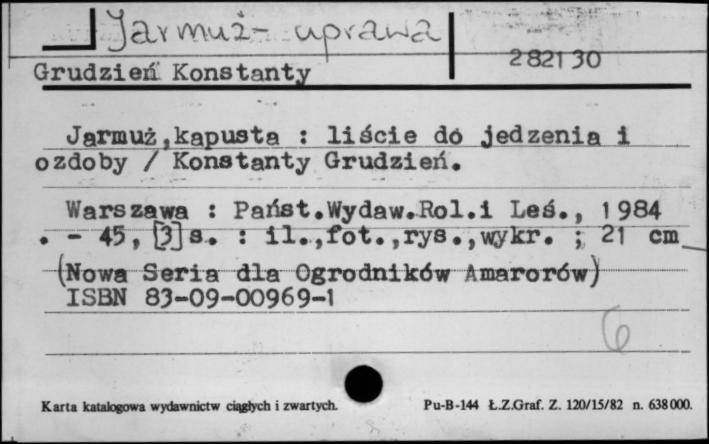 Jarmuż - uprawa
282130
Grudzień Konstanty
Jarmuż,kapusta : liście do jedzenia i
ozdoby / Konstanty Grudzień.
Warszawa : Państ.Wydaw.Rol.i Leś., 1984
. - 45, [3]s. : il.,fot.,rys.,wykr. ; 21 cm
(Nowa Seria dla Ogrodników Amarorów)
ISBN 83-09-00969-1
6
Karta katalogowa wydawnictw ciągłych i zwartych.
Pu-B-144 Ł.Z.Graf. Z. 120/15/82 n. 638000.